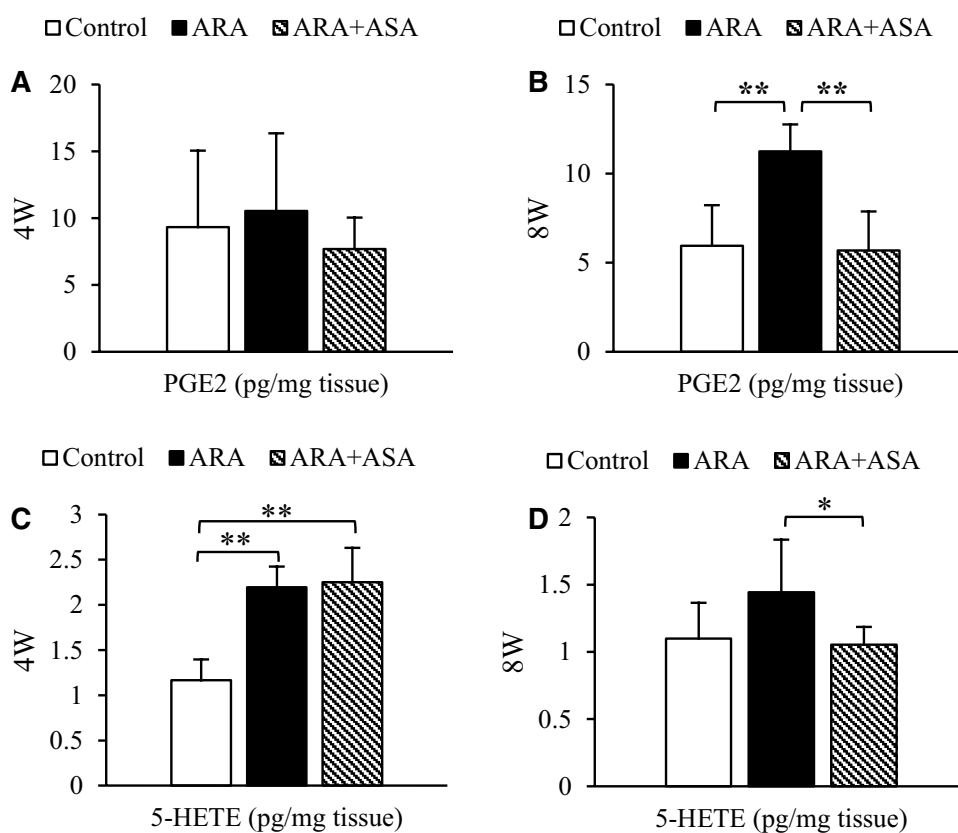 Control ARA ARA+ASA
A
20
15
10
5
0
4W
PGE2 (pg/mg tissue)
Control ARA ARA+ASA
B
15
10
5
0
8W
** **
PGE2 (pg/mg tissue)
Control ARA ARA+ASA
C
3
2.5
2
1.5
1
0.5
0
4W
**
**
5-HETE (pg/mg tissue)
Control ARA ARA+ASA
D
2
1.5
1
0.5
0
8W
*
5-HETE (pg/mg tissue)